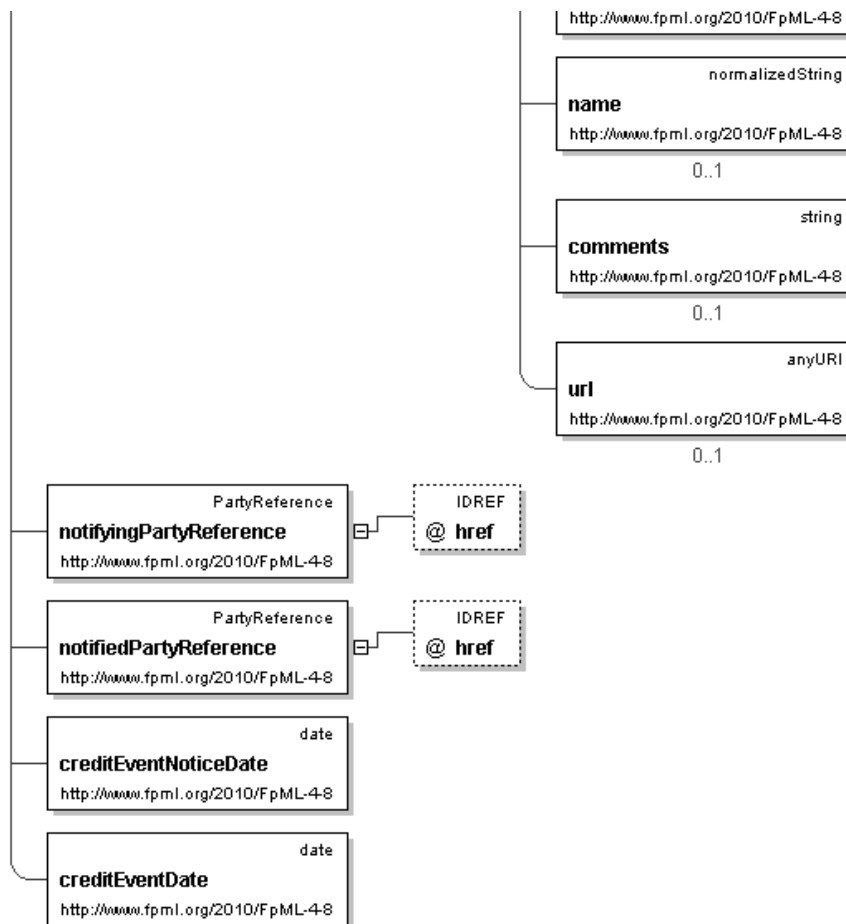 http://www.fpml.org/2010/FpML-4-8
normalizedString
name
http://www.fpml.org/2010/FpML-4-8
0..1
string
comments
http://www.fpml.org/2010/FpML-4-8
0..1
anyURI
url
http://www.fpml.org/2010/FpML-4-8
0..1
PartyReference
notifyingPartyReference
http://www.fpml.org/2010/FpML-4-8
IDREF
@ href
PartyReference
notifiedPartyReference
http://www.fpml.org/2010/FpML-4-8
IDREF
@ href
date
creditEventNoticeDate
http://www.fpml.org/2010/FpML-4-8
date
creditEventDate
http://www.fpml.org/2010/FpML-4-8